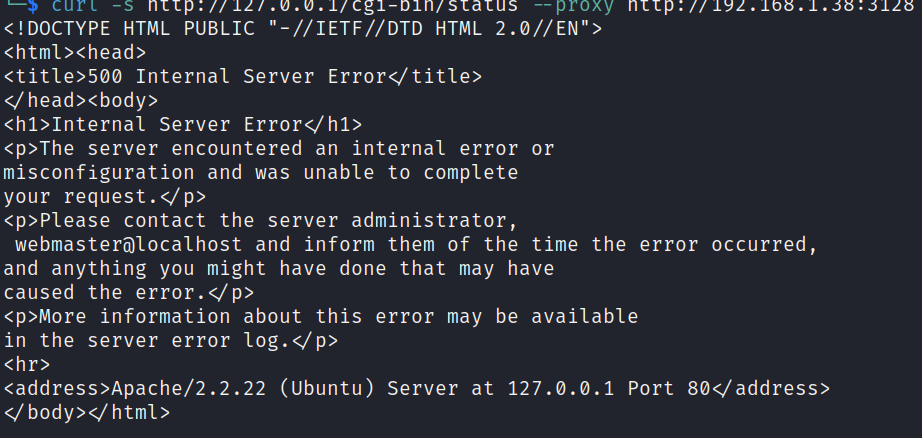 └─$ curl -s http://127.0.0.1/cgi-bin/status --proxy http://192.168.1.38:3128
<!DOCTYPE HTML PUBLIC "-//IETF//DTD HTML 2.0//EN">
<html><head>
<title>500 Internal Server Error</title>
</head><body>
<h1>Internal Server Error</h1>
<p>The server encountered an internal error or
misconfiguration and was unable to complete
your request.</p>
<p>Please contact the server administrator,
 webmaster@localhost and inform them of the time the error occurred,
and anything you might have done that may have
caused the error.</p>
<p>More information about this error may be available
in the server error log.</p>
<hr>
<address>Apache/2.2.22 (Ubuntu) Server at 127.0.0.1 Port 80</address>
</body></html>